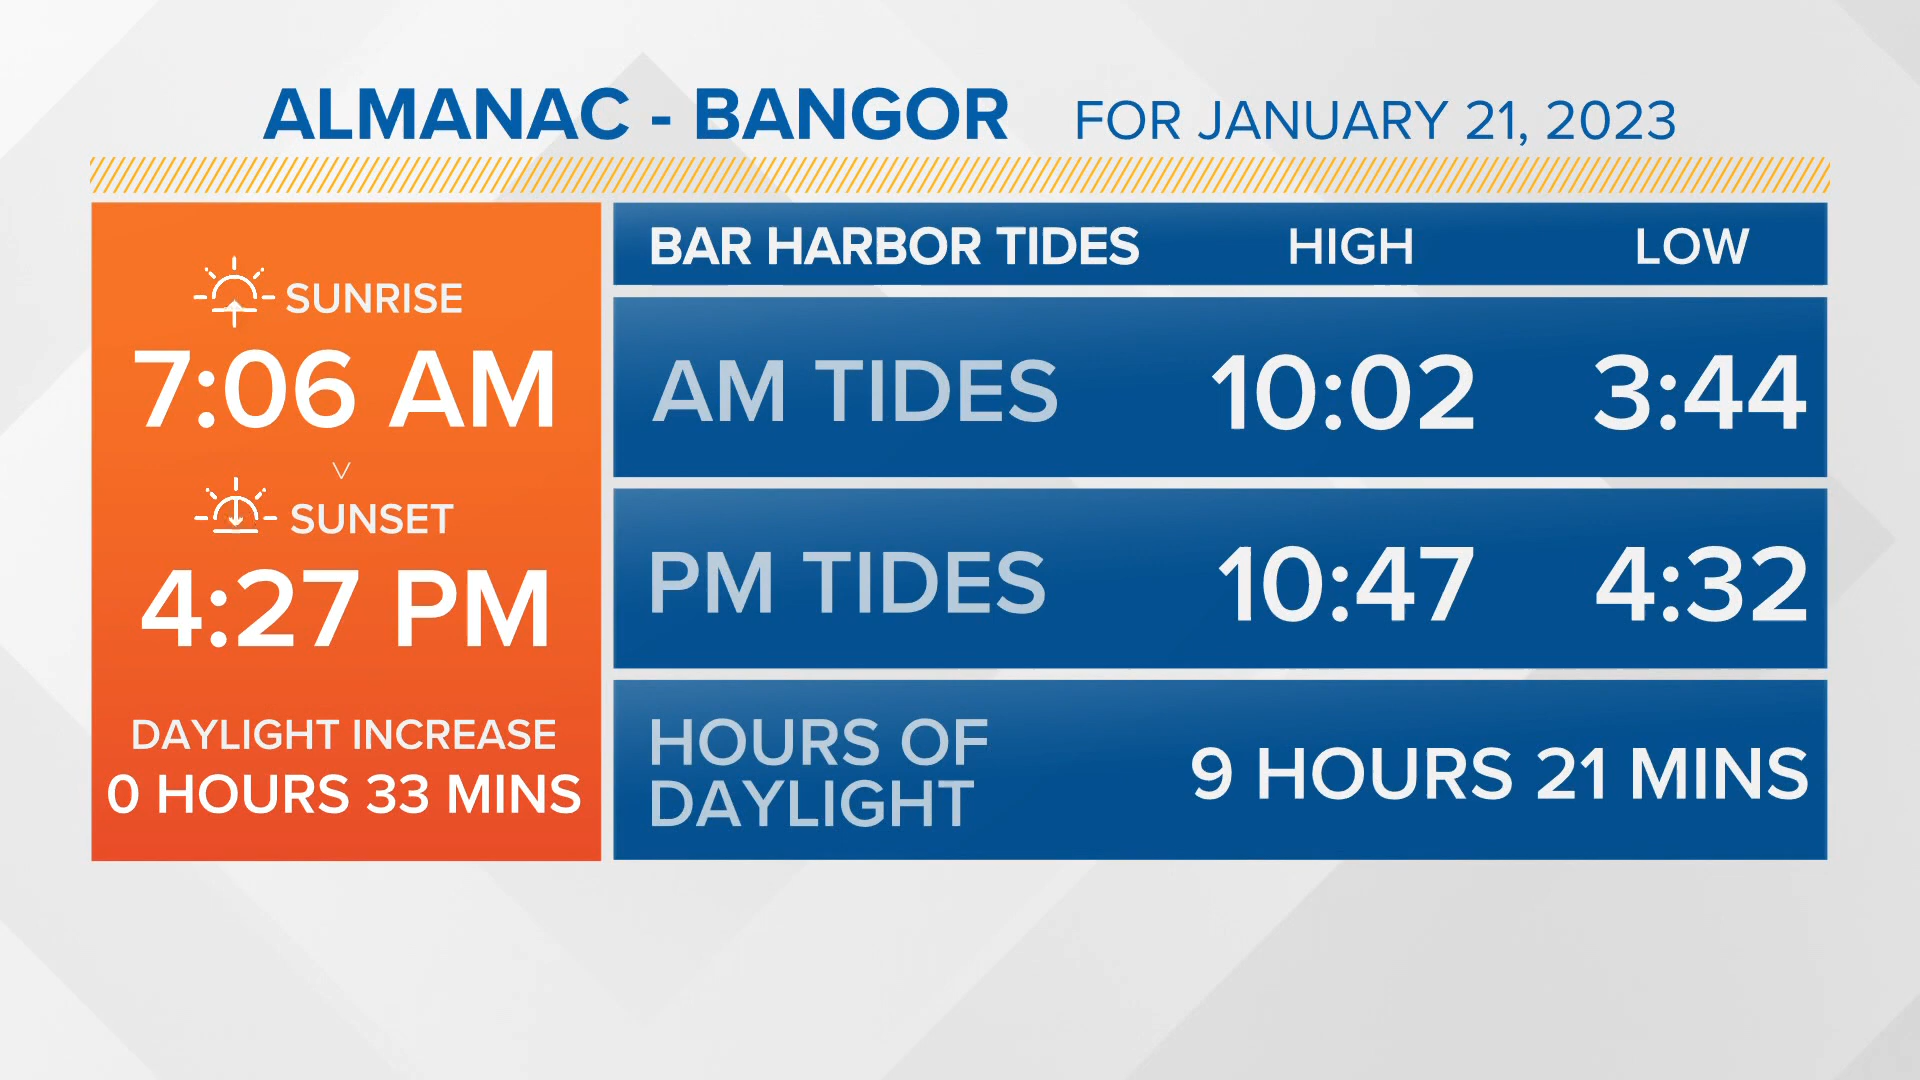 ALMANAC - BANGOR FOR JANUARY 21, 2023
SUNRISE
7:06 AM
SUNSET
4:27 PM
DAYLIGHT INCREASE
0 HOURS 33 MINS
BAR HARBOR TIDES HIGH LOW
AM TIDES 10:02 3:44
PM TIDES 10:47 4:32
HOURS OF
DAYLIGHT
9 HOURS 21 MINS